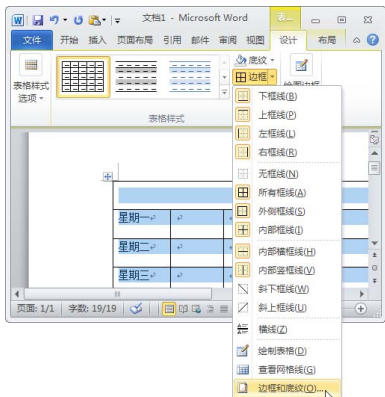 文档1 - Microsoft Word
表...
文件 开始 插入 页面布局 引用 邮件 审阅 视图 设计 布局
表格样式
选项
表格样式
底纹
边框
绘图边框
下框线(B)
上框线(P)
左框线(L)
右框线(R)
无框线(N)
所有框线(A)
外侧框线(S)
内部框线(I)
内部横框线(H)
内部竖框线(V)
斜下框线(W)
斜上框线(U)
横线(Z)
绘制表格(D)
查看网格线(G)
边框和底纹(O)...
星期一
星期二
星期三
页面: 1/1 字数: 19/19